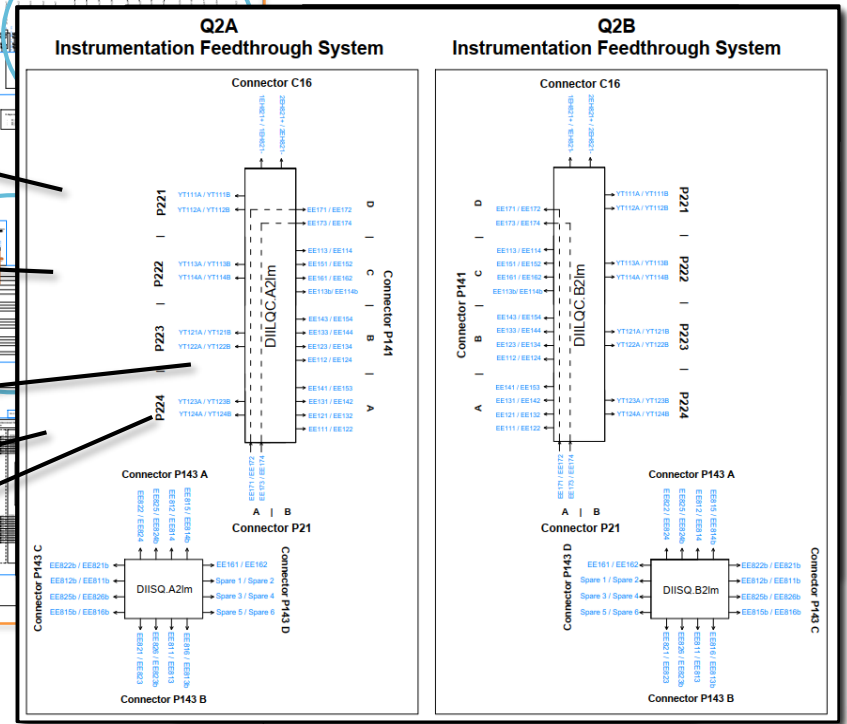 Q2A
Instrumentation Feedthrough System
Connector C16
1EH821+ / 1EH821-
2EH821+ / 2EH821-
P221 | P222 | P223 | P224
YT111A / YT111B
YT112A / YT112B
YT113A / YT113B
YT114A / YT114B
YT121A / YT121B
YT122A / YT122B
YT123A / YT123B
YT124A / YT124B
DIILQC.A2lm
EE171 / EE172
EE173 / EE174
EE113 / EE114
EE151 / EE152
EE161 / EE162
EE113b/ EE114b
EE143 / EE154
EE133 / EE144
EE123 / EE134
EE112 / EE124
EE141 / EE153
EE131 / EE142
EE121 / EE132
EE111 / EE122
D | C | B | A
Connector P141
EE171 / EE172
EE173 / EE174
A | B
Connector P21
Connector P143 A
EE822 / EE824
EE825 / EE824b
EE812 / EE814
EE815 / EE814b
Connector P143 C
EE822b / EE821b
EE812b / EE811b
EE825b / EE826b
EE815b / EE816b
DIISQ.A2lm
EE161 / EE162
Spare 1 / Spare 2
Spare 3 / Spare 4
Spare 5 / Spare 6
Connector P143 D
EE821 / EE823
EE826 / EE823b
EE811 / EE813
EE816 / EE813b
Connector P143 B
Q2B
Instrumentation Feedthrough System
Connector C16
1EH821+ / 1EH821-
2EH821+ / 2EH821-
Connector P141
D | C | B | A
EE171 / EE172
EE173 / EE174
EE113 / EE114
EE151 / EE152
EE161 / EE162
EE113b/ EE114b
EE143 / EE154
EE133 / EE144
EE123 / EE134
EE112 / EE124
EE141 / EE153
EE131 / EE142
EE121 / EE132
EE111 / EE122
DIILQC.B2lm
YT111A / YT111B
YT112A / YT112B
YT113A / YT113B
YT114A / YT114B
YT121A / YT121B
YT122A / YT122B
YT123A / YT123B
YT124A / YT124B
P221 | P222 | P223 | P224
EE171 / EE172
EE173 / EE174
A | B
Connector P21
Connector P143 A
EE822 / EE824
EE825 / EE824b
EE812 / EE814
EE815 / EE814b
Connector P143 D
EE161 / EE162
Spare 1 / Spare 2
Spare 3 / Spare 4
Spare 5 / Spare 6
DIISQ.B2lm
EE822b / EE821b
EE812b / EE811b
EE825b / EE826b
EE815b / EE816b
Connector P143 C
EE821 / EE823
EE826 / EE823b
EE811 / EE813
EE816 / EE813b
Connector P143 B